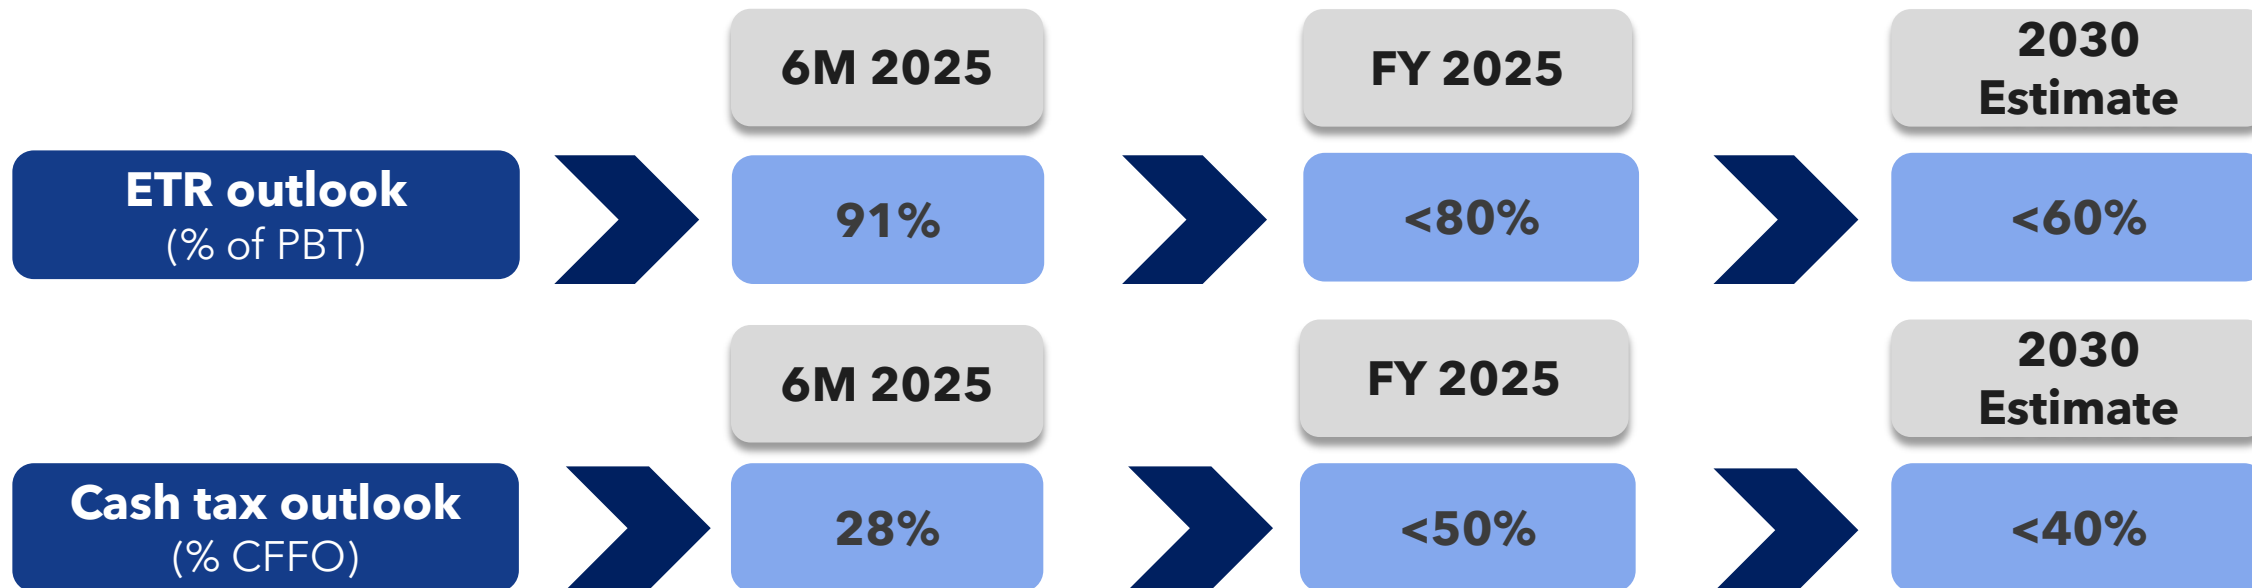 6M 2025
FY 2025
2030
Estimate
ETR outlook
(% of PBT)
91%
<80%
<60%
6M 2025
FY 2025
2030
Estimate
Cash tax outlook
(% CFFO)
28%
<50%
<40%